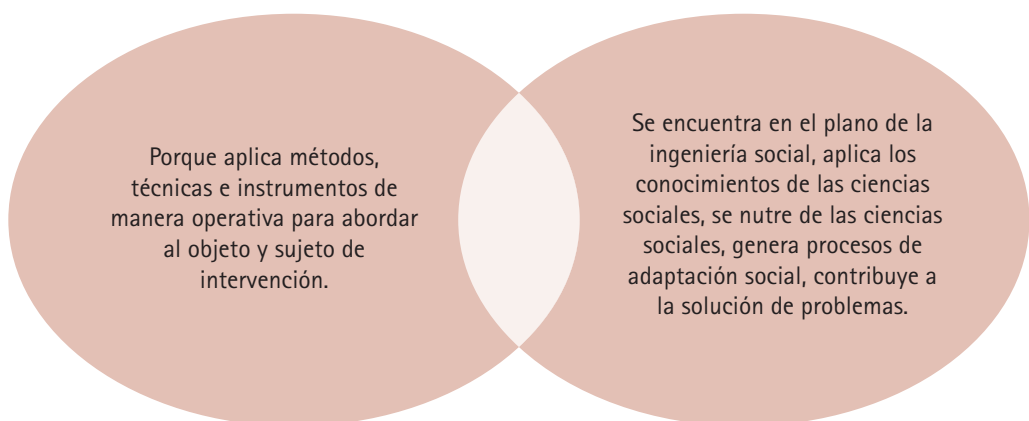 Porque aplica métodos,
técnicas e instrumentos de
manera operativa para abordar
al objeto y sujeto de
intervención.
Se encuentra en el plano de la
ingeniería social, aplica los
conocimientos de las ciencias
sociales, se nutre de las ciencias
sociales, genera procesos de
adaptación social, contribuye a
la solución de problemas.